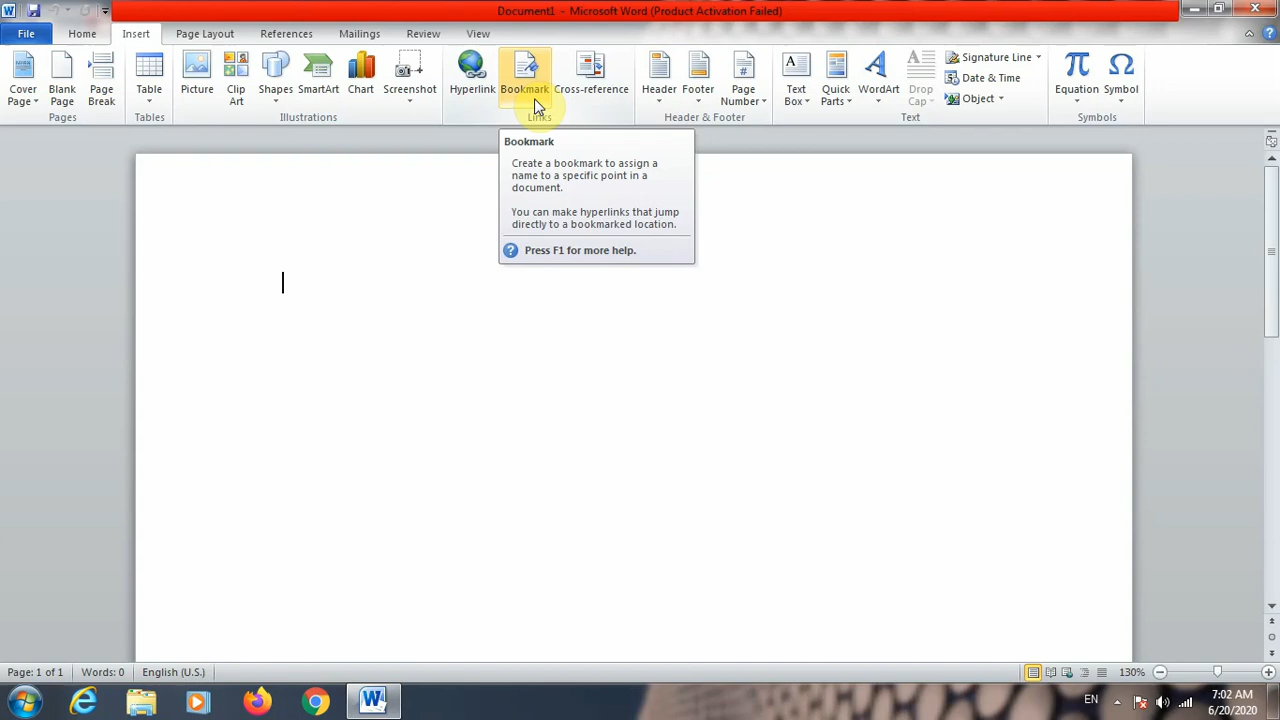 Document1 - Microsoft Word (Product Activation Failed)
File Home Insert Page Layout References Mailings Review View
Cover Page
Blank Page
Page Break
Table
Picture
Clip Art
Shapes
SmartArt
Chart
Screenshot
Hyperlink
Bookmark
Cross-reference
Header
Footer
Page Number
Text Box
Quick Parts
WordArt
Drop Cap
Signature Line
Date & Time
Object
Equation
Symbol
Pages
Tables
Illustrations
Links
Header & Footer
Text
Symbols
Bookmark
Create a bookmark to assign a
name to a specific point in a
document.
You can make hyperlinks that jump
directly to a bookmarked location.
Press F1 for more help.
Page: 1 of 1 Words: 0 English (U.S.) 130%
EN 7:02 AM
6/20/2020